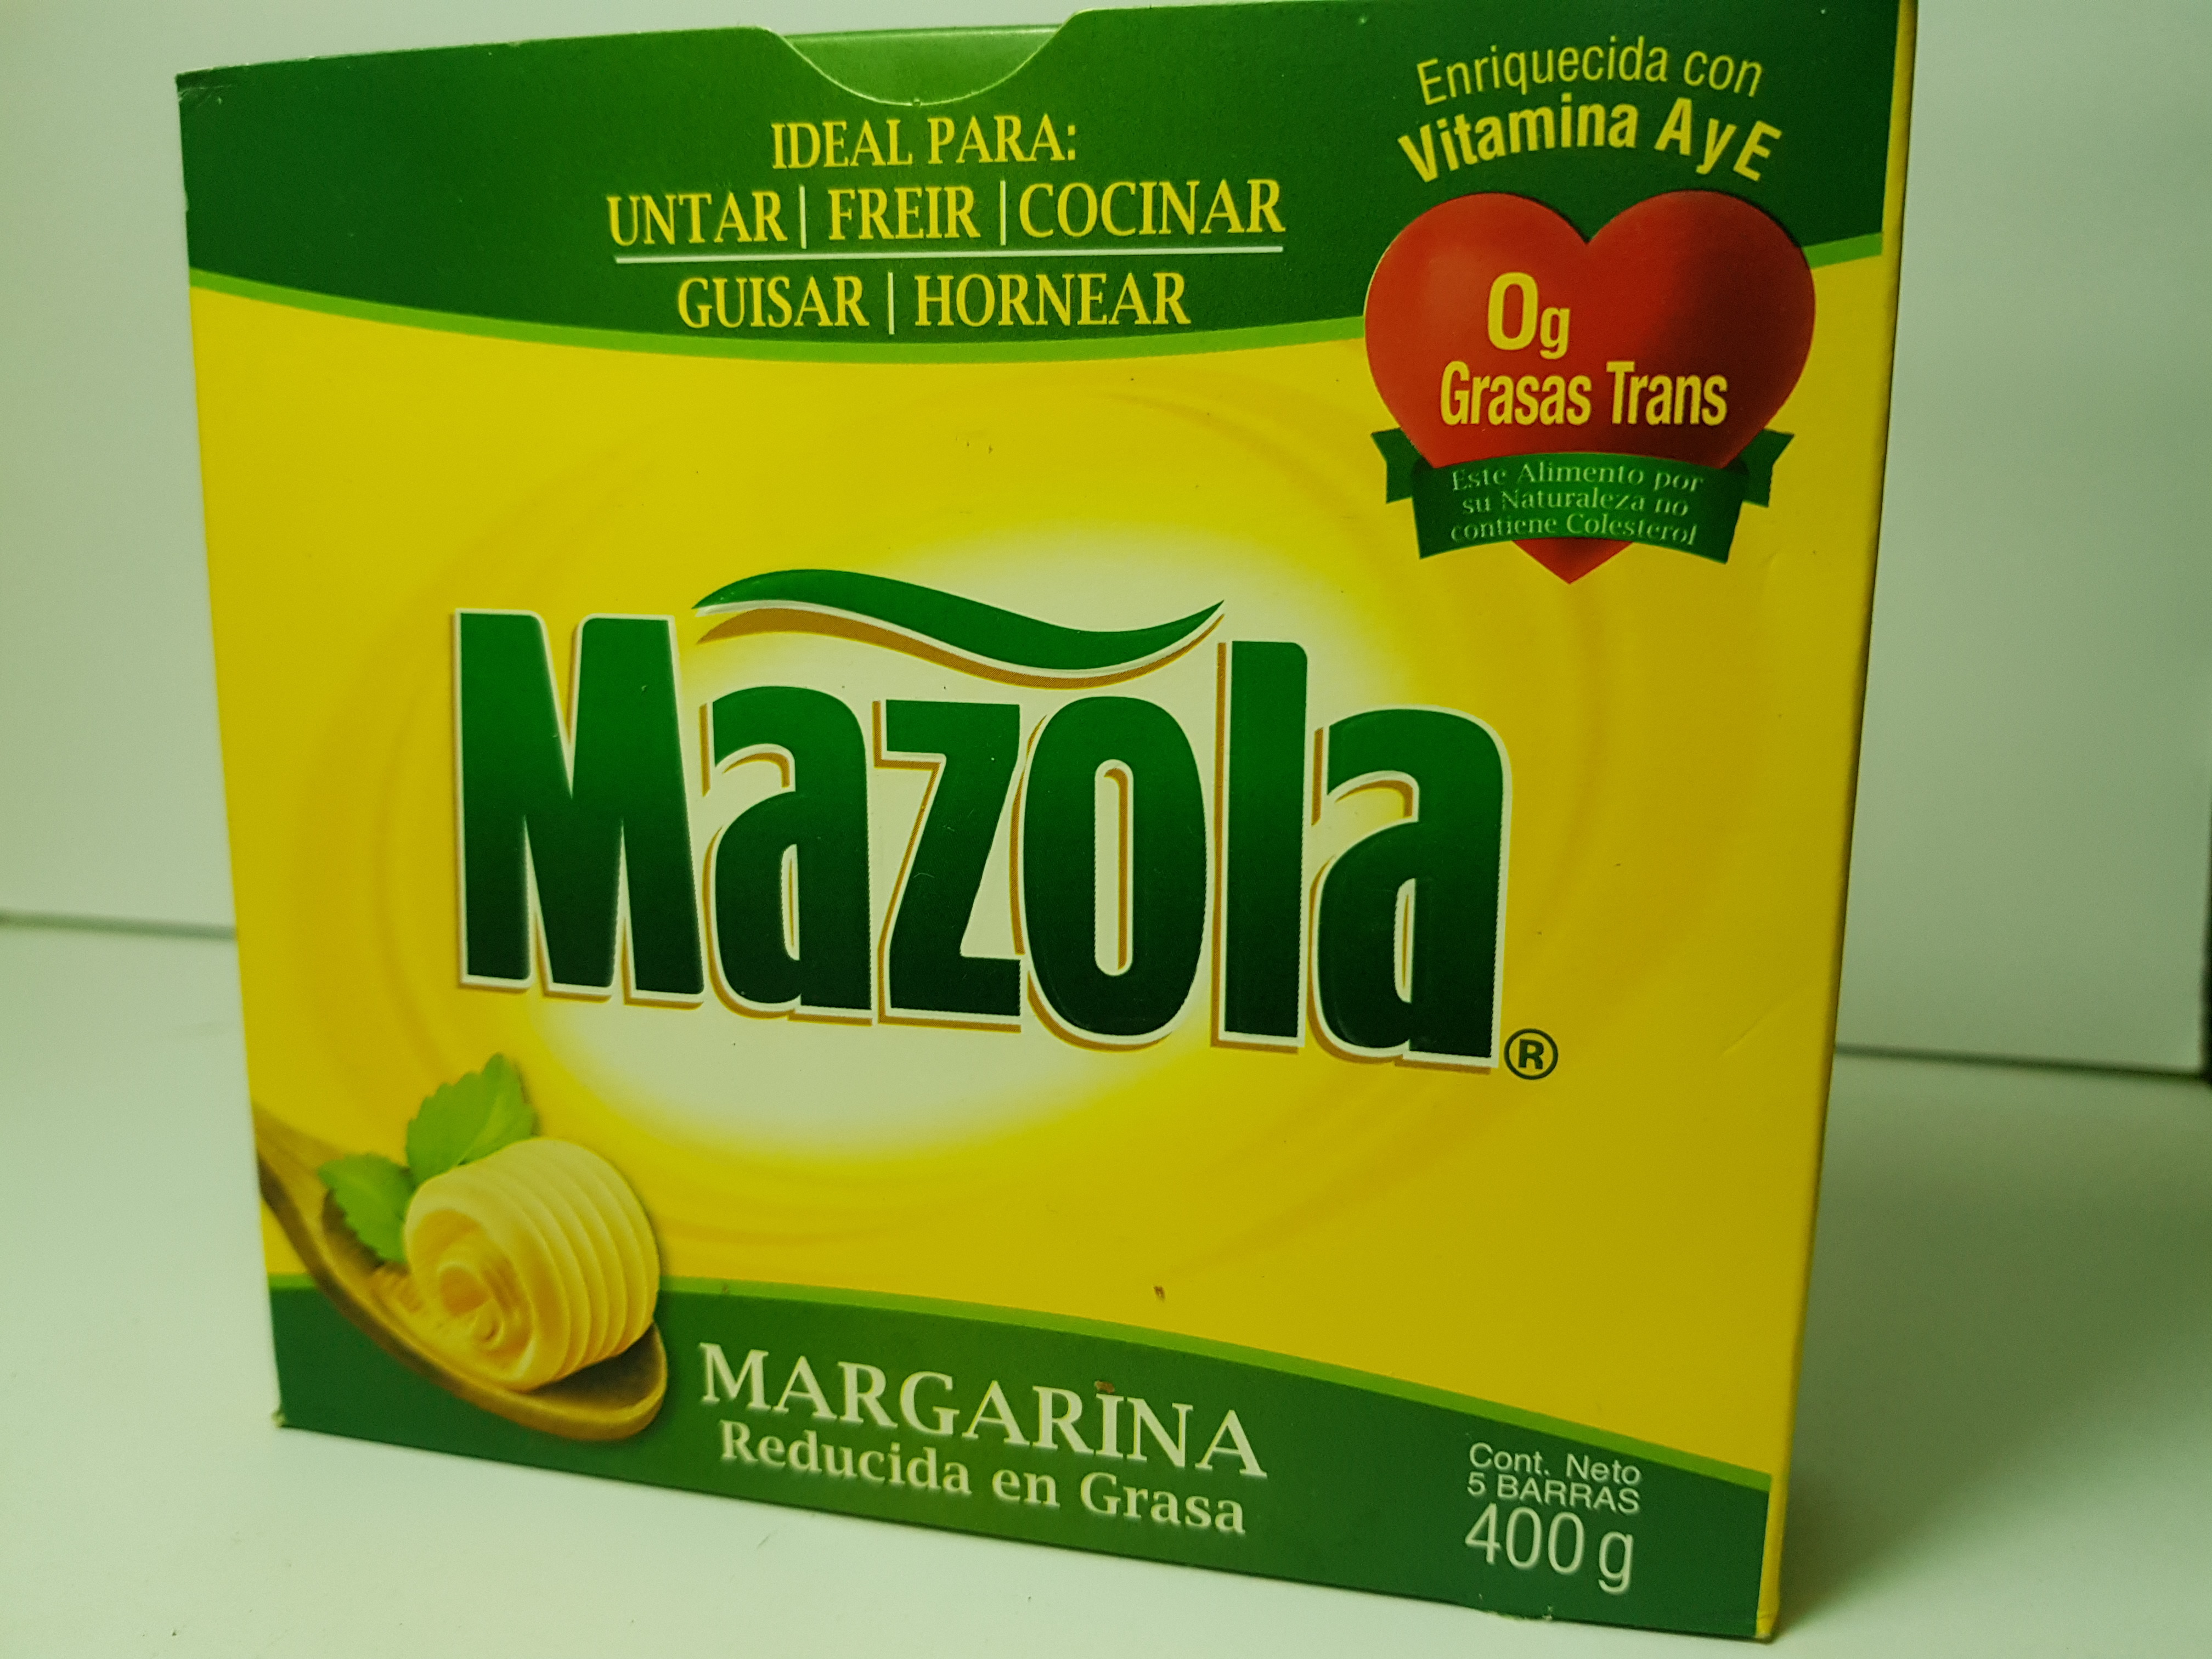 IDEAL PARA:
UNTAR | FREIR | COCINAR
GUISAR | HORNEAR
Enriquecida con
Vitamina A y E
0g
Grasas Trans
Este Alimento por
su Naturaleza no
contiene Colesterol
Mazola®
MARGARINA
Reducida en Grasa
Cont. Neto
5 BARRAS
400 g